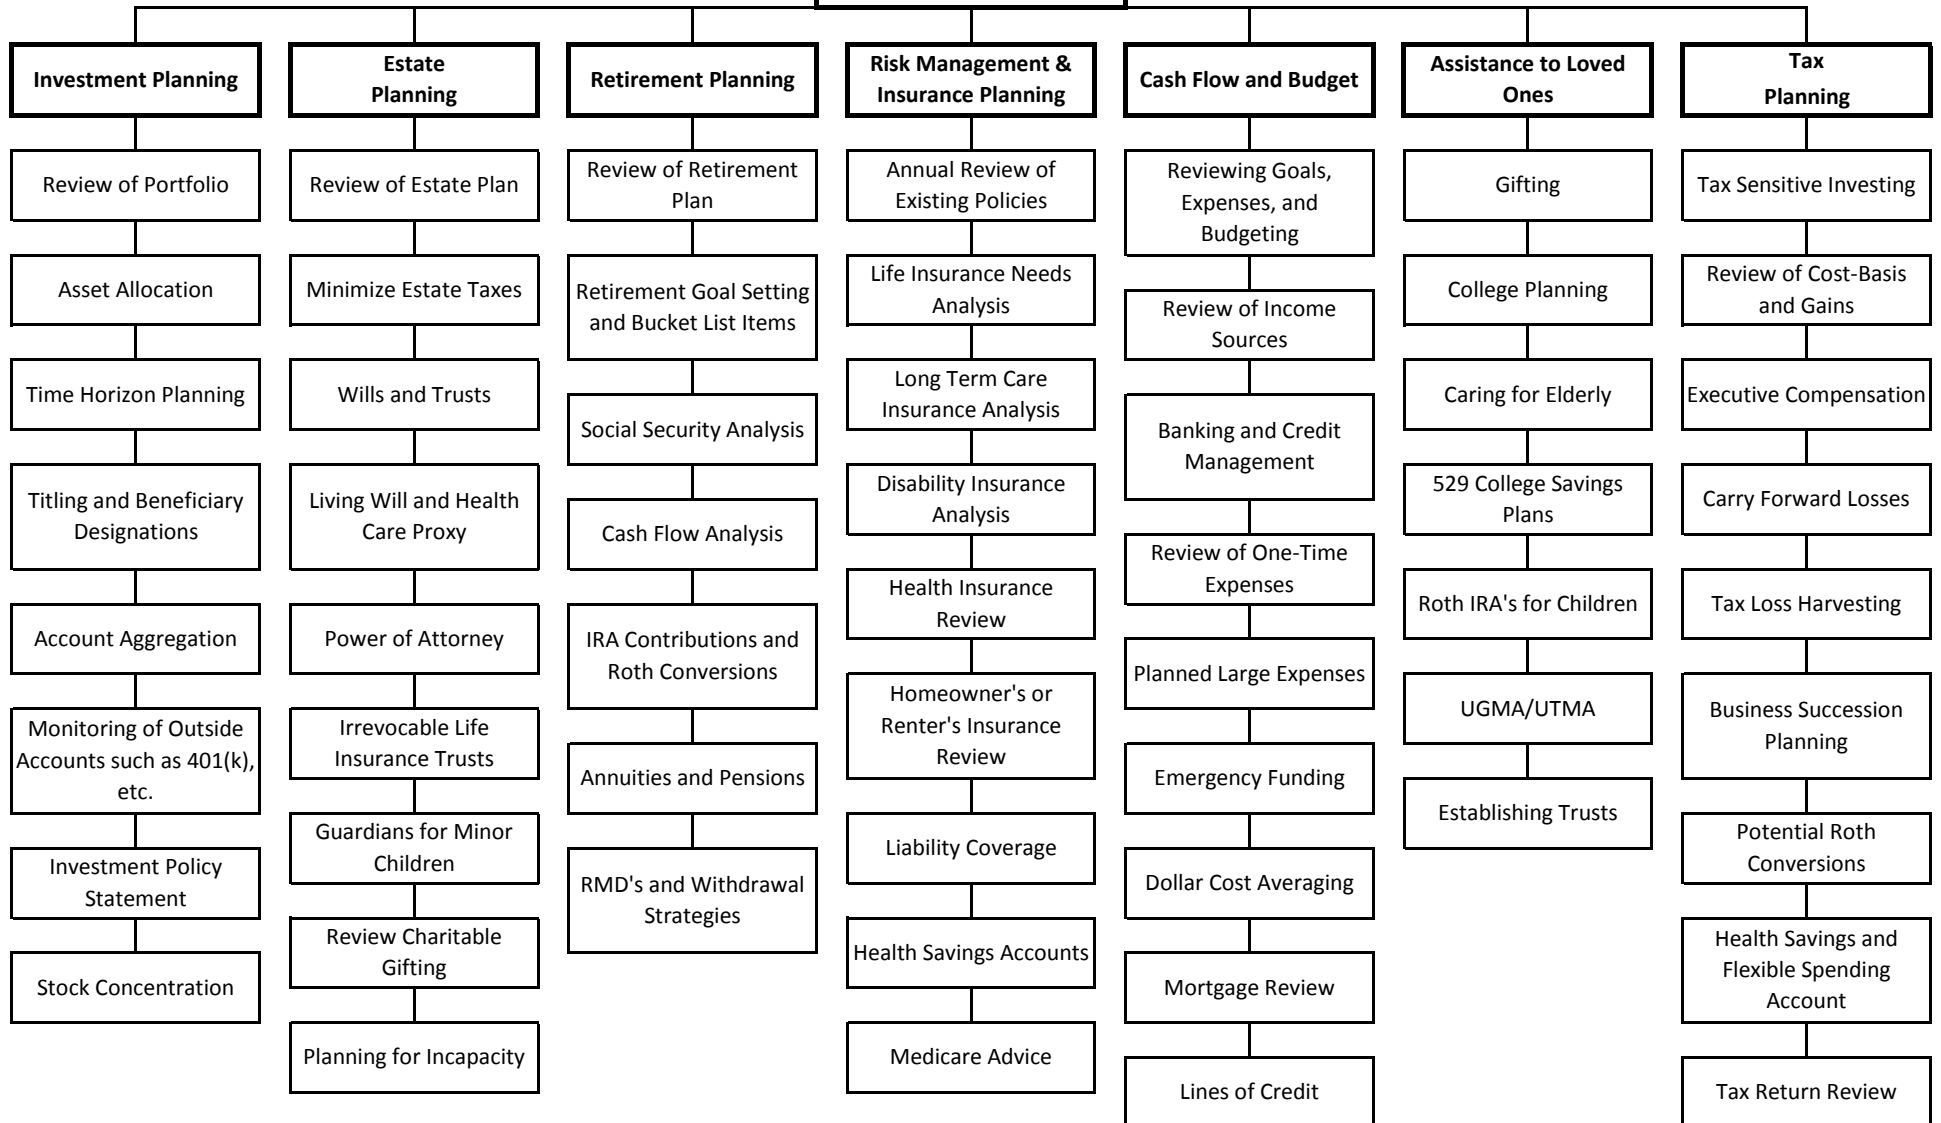 Investment Planning
Review of Portfolio
Asset Allocation
Time Horizon Planning
Titling and Beneficiary
Designations
Account Aggregation
Monitoring of Outside
Accounts such as 401(k),
etc.
Investment Policy
Statement
Stock Concentration
Estate
Planning
Review of Estate Plan
Minimize Estate Taxes
Wills and Trusts
Living Will and Health
Care Proxy
Power of Attorney
Irrevocable Life
Insurance Trusts
Guardians for Minor
Children
Review Charitable
Gifting
Planning for Incapacity
Retirement Planning
Review of Retirement
Plan
Retirement Goal Setting
and Bucket List Items
Social Security Analysis
Cash Flow Analysis
IRA Contributions and
Roth Conversions
Annuities and Pensions
RMD's and Withdrawal
Strategies
Risk Management &
Insurance Planning
Annual Review of
Existing Policies
Life Insurance Needs
Analysis
Long Term Care
Insurance Analysis
Disability Insurance
Analysis
Health Insurance
Review
Homeowner's or
Renter's Insurance
Review
Liability Coverage
Health Savings Accounts
Medicare Advice
Cash Flow and Budget
Reviewing Goals,
Expenses, and
Budgeting
Review of Income
Sources
Banking and Credit
Management
Review of One-Time
Expenses
Planned Large Expenses
Emergency Funding
Dollar Cost Averaging
Mortgage Review
Lines of Credit
Assistance to Loved
Ones
Gifting
College Planning
Caring for Elderly
529 College Savings
Plans
Roth IRA's for Children
UGMA/UTMA
Establishing Trusts
Tax
Planning
Tax Sensitive Investing
Review of Cost-Basis
and Gains
Executive Compensation
Carry Forward Losses
Tax Loss Harvesting
Business Succession
Planning
Potential Roth
Conversions
Health Savings and
Flexible Spending
Account
Tax Return Review